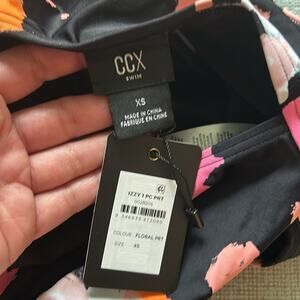 CCX
SWIM
XS
MADE IN CHINA
FABRIQUÉ EN CHINE
IZZY 1 PC PRT
COLOUR: FLORAL PRT
SIZE: XS